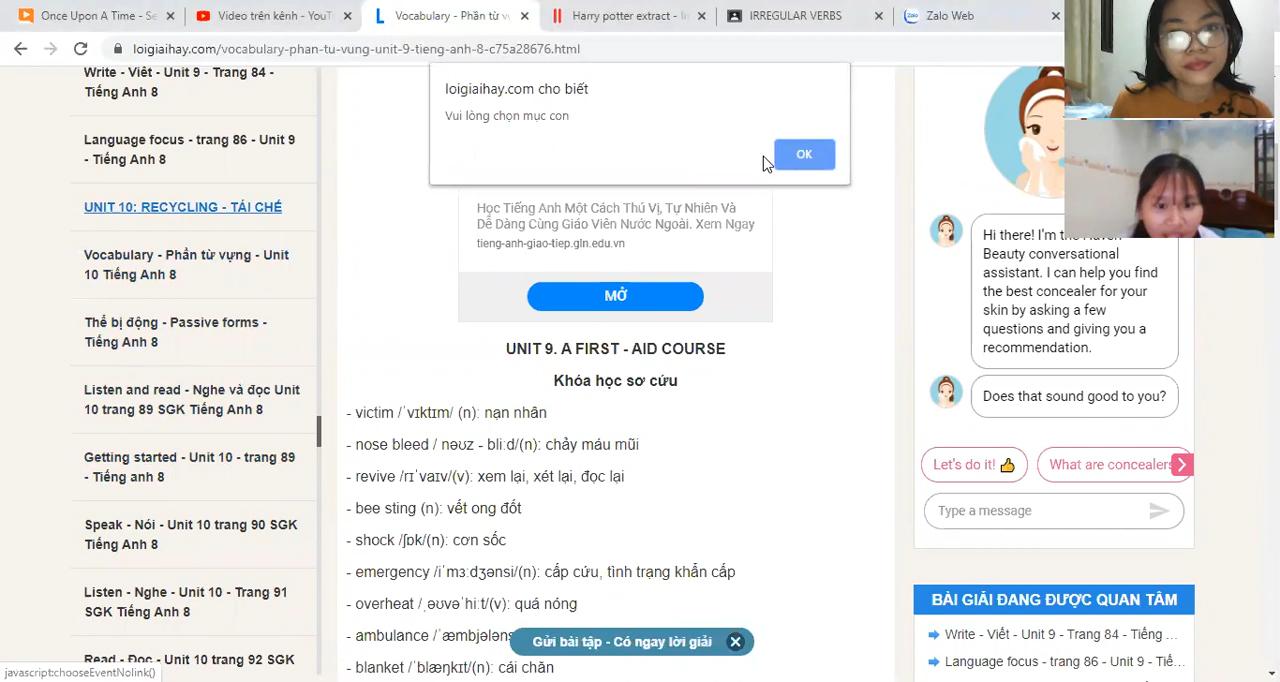 Once Upon A Time - Se
Video trên kênh - YouT
Vocabulary - Phần từ v
Harry potter extract - In
IRREGULAR VERBS
Zalo Web
loigiaihay.com/vocabulary-phan-tu-vung-unit-9-tieng-anh-8-c75a28676.html
loigiaihay.com cho biết
Vui lòng chọn mục con
OK
Write - Viết - Unit 9 - Trang 84 -
Tiếng Anh 8
Language focus - trang 86 - Unit 9
- Tiếng Anh 8
UNIT 10: RECYCLING - TÁI CHẾ
Vocabulary - Phần từ vựng - Unit
10 Tiếng Anh 8
Thể bị động - Passive forms -
Tiếng Anh 8
Listen and read - Nghe và đọc Unit
10 trang 89 SGK Tiếng Anh 8
Getting started - Unit 10 - trang 89
- Tiếng anh 8
Speak - Nói - Unit 10 trang 90 SGK
Tiếng Anh 8
Listen - Nghe - Unit 10 - Trang 91
SGK Tiếng Anh 8
Read - Đọc - Unit 10 trang 92 SGK
javascript:chooseEventNolink()
Học Tiếng Anh Một Cách Thú Vị, Tự Nhiên Và
Dễ Dàng Cùng Giáo Viên Nước Ngoài. Xem Ngay
tieng-anh-giao-tiep.gln.edu.vn
MỞ
UNIT 9. A FIRST - AID COURSE
Khóa học sơ cứu
- victim /ˈvɪktɪm/ (n): nạn nhân
- nose bleed / nəʊz - bliːd/(n): chảy máu mũi
- revive /rɪˈvaɪv/(v): xem lại, xét lại, đọc lại
- bee sting (n): vết ong đốt
- shock /ʃɒk/(n): cơn sốc
- emergency /iˈmɜːdʒənsi/(n): cấp cứu, tình trạng khẩn cấp
- overheat /ˌəʊvəˈhiːt/(v): quá nóng
- ambulance /ˈæmbjələns
- blanket /ˈblæŋkɪt/(n): cái chăn
Gửi bài tập - Có ngay lời giải
Hi there! I'm the
Beauty conversational
assistant. I can help you find
the best concealer for your
skin by asking a few
questions and giving you a
recommendation.
Does that sound good to you?
Let's do it! 👍
What are concealers
Type a message
BÀI GIẢI ĐANG ĐƯỢC QUAN TÂM
Write - Viết - Unit 9 - Trang 84 - Tiếng ...
Language focus - trang 86 - Unit 9 - Tiế...